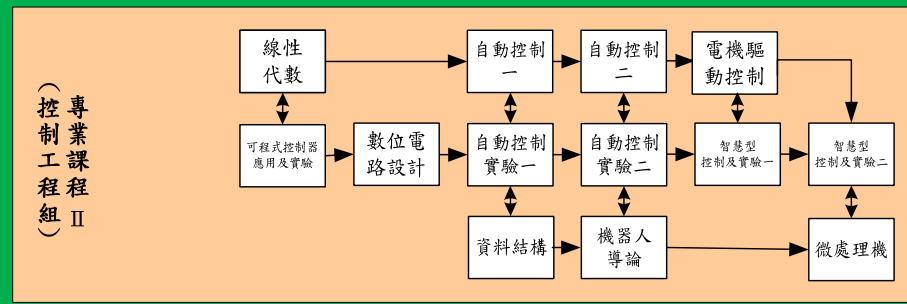 專業課程 II
(控制工程組)
線性
代數
自動控制
一
自動控制
二
電機驅
動控制
可程式控制器
應用及實驗
數位電
路設計
自動控制
實驗一
自動控制
實驗二
智慧型
控制及實驗一
智慧型
控制及實驗二
資料結構
機器人
導論
微處理機